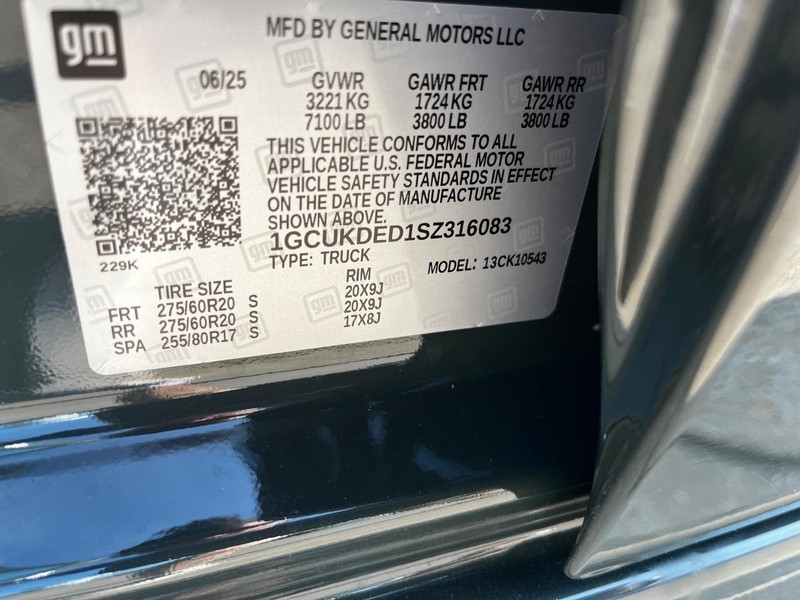 gm
MFD BY GENERAL MOTORS LLC
06/25 GVWR GAWR FRT GAWR RR
3221 KG 1724 KG 1724 KG
7100 LB 3800 LB 3800 LB
THIS VEHICLE CONFORMS TO ALL
APPLICABLE U.S. FEDERAL MOTOR
VEHICLE SAFETY STANDARDS IN EFFECT
ON THE DATE OF MANUFACTURE
SHOWN ABOVE.
1GCUKDED1SZ316083
229K
TYPE: TRUCK MODEL: 13CK10543
TIRE SIZE RIM
FRT 275/60R20 S 20X9J
RR 275/60R20 S 20X9J
SPA 255/80R17 S 17X8J